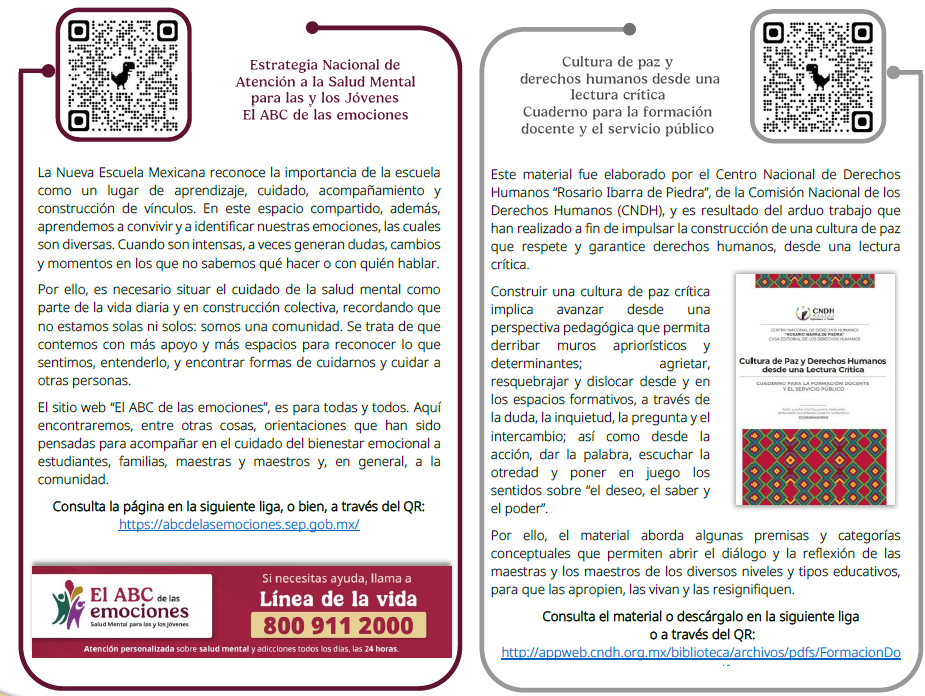 Estrategia Nacional de
Atención a la Salud Mental
para las y los Jóvenes
El ABC de las emociones
La Nueva Escuela Mexicana reconoce la importancia de la escuela
como un lugar de aprendizaje, cuidado, acompañamiento y
construcción de vínculos. En este espacio compartido, además,
aprendemos a convivir y a identificar nuestras emociones, las cuales
son diversas. Cuando son intensas, a veces generan dudas, cambios
y momentos en los que no sabemos qué hacer o con quién hablar.
Por ello, es necesario situar el cuidado de la salud mental como
parte de la vida diaria y en construcción colectiva, recordando que
no estamos solas ni solos: somos una comunidad. Se trata de que
contemos con más apoyo y más espacios para reconocer lo que
sentimos, entenderlo, y encontrar formas de cuidarnos y cuidar a
otras personas.
El sitio web “El ABC de las emociones”, es para todas y todos. Aquí
encontraremos, entre otras cosas, orientaciones que han sido
pensadas para acompañar en el cuidado del bienestar emocional a
estudiantes, familias, maestras y maestros y, en general, a la
comunidad.
Consulta la página en la siguiente liga, o bien, a través del QR:
https://abcdelasemociones.sep.gob.mx/
El ABC de las
emociones
Salud Mental para las y los Jóvenes
Si necesitas ayuda, llama a
Línea de la vida
800 911 2000
Atención personalizada sobre salud mental y adicciones todos los días, las 24 horas.
Cultura de paz y
derechos humanos desde una
lectura crítica
Cuaderno para la formación
docente y el servicio público
Este material fue elaborado por el Centro Nacional de Derechos
Humanos “Rosario Ibarra de Piedra”, de la Comisión Nacional de los
Derechos Humanos (CNDH), y es resultado del arduo trabajo que
han realizado a fin de impulsar la construcción de una cultura de paz
que respete y garantice derechos humanos, desde una lectura
crítica.
Construir una cultura de paz crítica
implica avanzar desde una
perspectiva pedagógica que permita
derribar muros apriorísticos y
determinantes; agrietar,
resquebrajar y dislocar desde y en
los espacios formativos, a través de
la duda, la inquietud, la pregunta y el
intercambio; así como desde la
acción, dar la palabra, escuchar la
otredad y poner en juego los
sentidos sobre “el deseo, el saber y
el poder”.
CNDH
CENTRO NACIONAL DE DERECHOS HUMANOS
"ROSARIO IBARRA DE PIEDRA"
CASA EDITORIAL DE LOS DERECHOS HUMANOS
Cultura de Paz y Derechos Humanos
desde una Lectura Crítica
CUADERNO PARA LA FORMACIÓN DOCENTE
Y EL SERVICIO PÚBLICO
Por ello, el material aborda algunas premisas y categorías
conceptuales que permiten abrir el diálogo y la reflexión de las
maestras y los maestros de los diversos niveles y tipos educativos,
para que las apropien, las vivan y las resignifiquen.
Consulta el material o descárgalo en la siguiente liga
o a través del QR:
http://appweb.cndh.org.mx/biblioteca/archivos/pdfs/FormacionDo